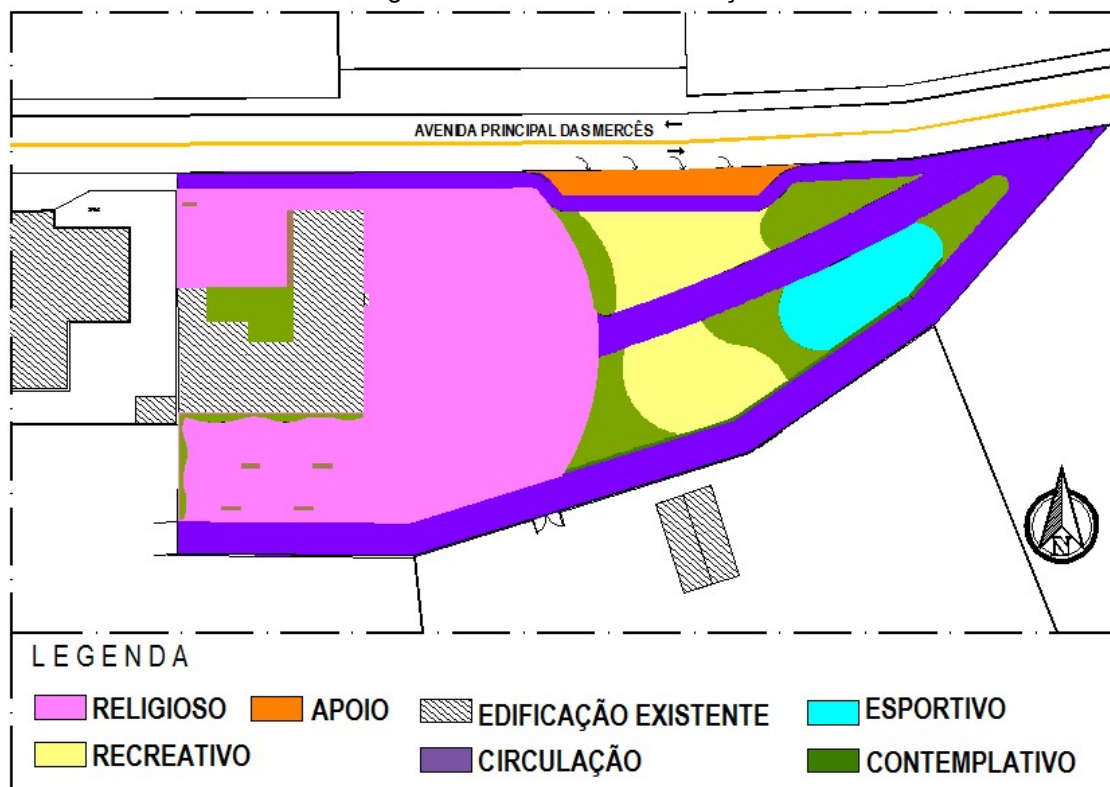 AVENIDA PRINCIPAL DAS MERCÊS
N
LEGENDA
RELIGIOSO APOIO EDIFICAÇÃO EXISTENTE ESPORTIVO
RECREATIVO CIRCULAÇÃO CONTEMPLATIVO